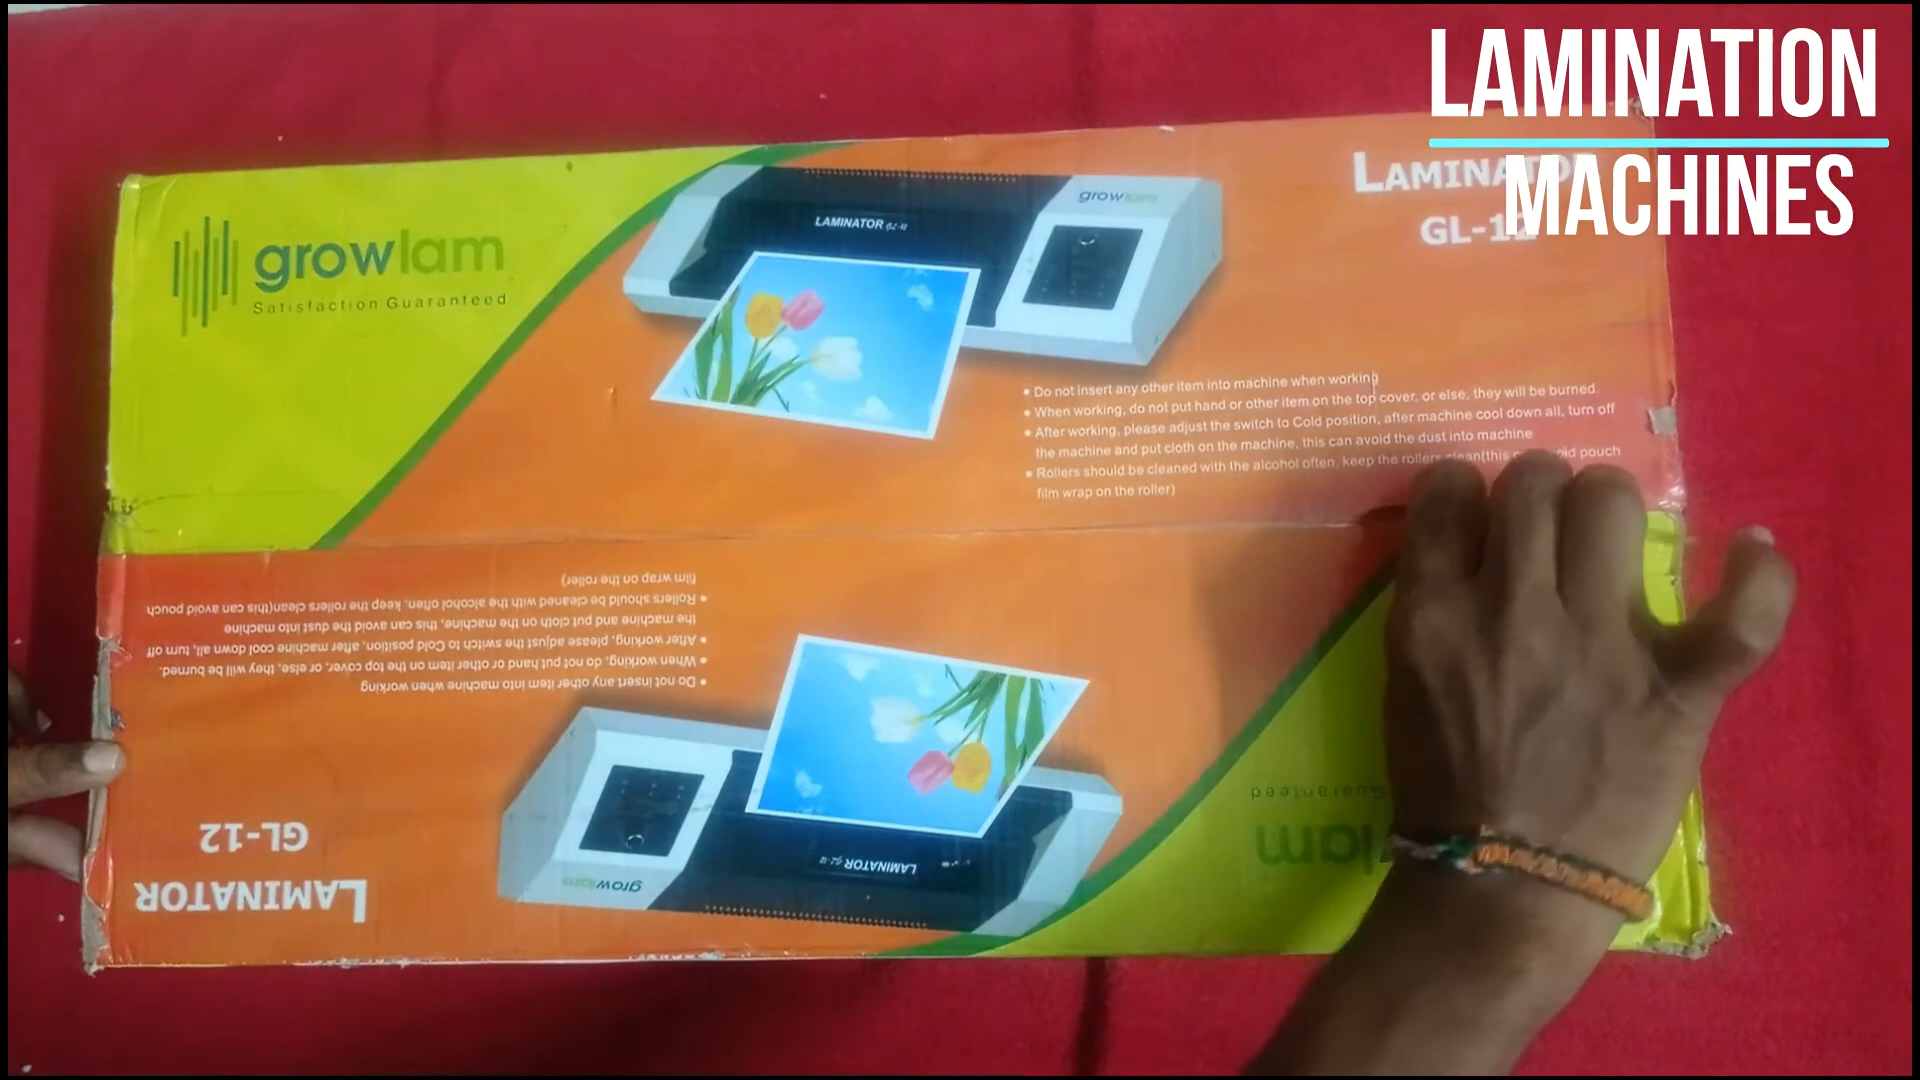 LAMINATION
MACHINES
growlam
Satisfaction Guaranteed
LAMINATOR
growlam
LAMINATOR
GL-12
• Do not insert any other item into machine when working
• When working, do not put hand or other item on the top cover, or else, they will be burned.
• After working, please adjust the switch to Cold position, after machine cool down all, turn off
the machine and put cloth on the machine, this can avoid the dust into machine
• Rollers should be cleaned with the alcohol often, keep the rollers clean(this pouch
film wrap on the roller)
LAMINATOR
GL-12
• Do not insert any other item into machine when working
• When working, do not put hand or other item on the top cover, or else, they will be burned.
• After working, please adjust the switch to Cold position, after machine cool down all, turn off
the machine and put cloth on the machine, this can avoid the dust into machine
• Rollers should be cleaned with the alcohol often, keep the rollers clean(this can avoid pouch
film wrap on the roller)
growlam
LAMINATOR
lam
Guaranteed